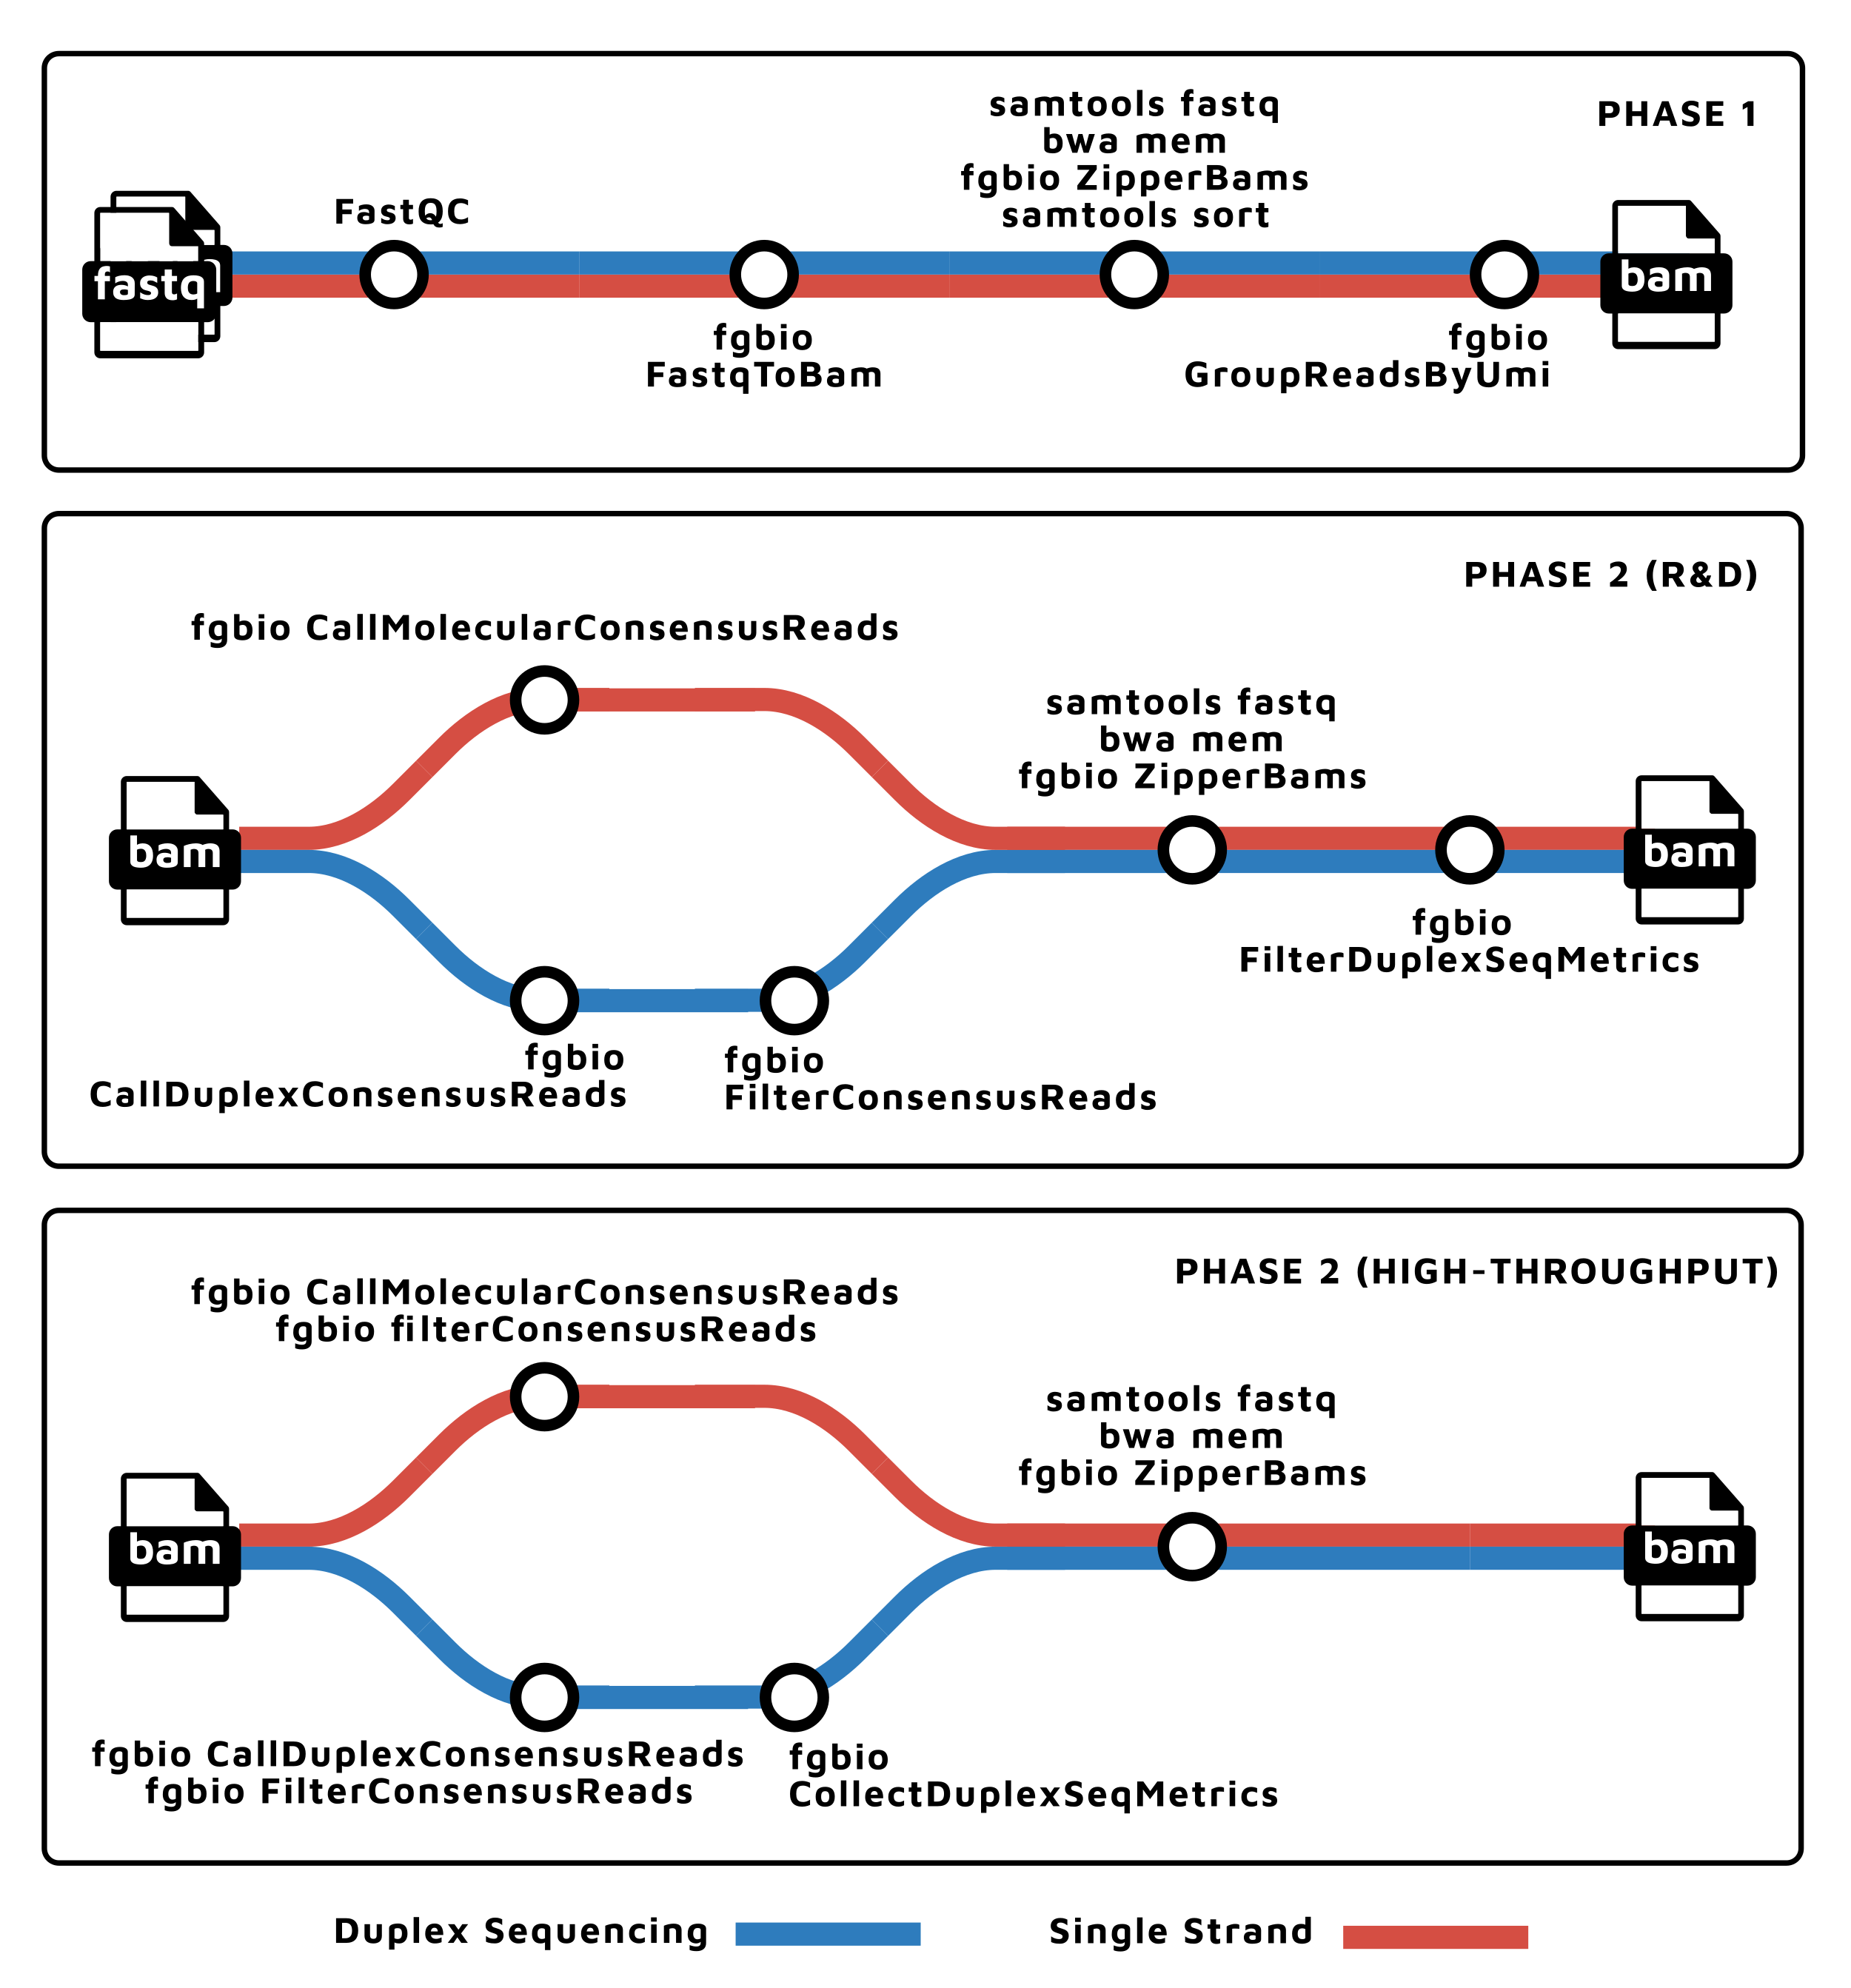 PHASE 1
samtools fastq
bwa mem
fgbio ZipperBams
samtools sort
FastQC
fastq
bam
fgbio
FastqToBam
fgbio
GroupReadsByUmi
PHASE 2 (R&D)
fgbio CallMolecularConsensusReads
samtools fastq
bwa mem
fgbio ZipperBams
bam
bam
fgbio
FilterDuplexSeqMetrics
fgbio
CallDuplexConsensusReads
fgbio
FilterConsensusReads
PHASE 2 (HIGH-THROUGHPUT)
fgbio CallMolecularConsensusReads
fgbio filterConsensusReads
samtools fastq
bwa mem
fgbio ZipperBams
bam
bam
fgbio CallDuplexConsensusReads
fgbio FilterConsensusReads
fgbio
CollectDuplexSeqMetrics
Duplex Sequencing
Single Strand